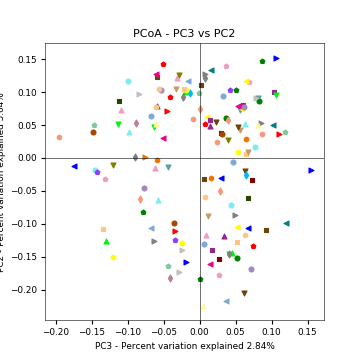 PCoA - PC3 vs PC2
0.15
0.10
0.05
0.00
−0.05
−0.10
−0.15
−0.20
−0.20 −0.15 −0.10 −0.05 0.00 0.05 0.10 0.15
PC3 - Percent variation explained 2.84%
PC2 - Percent variation explained 3.64%